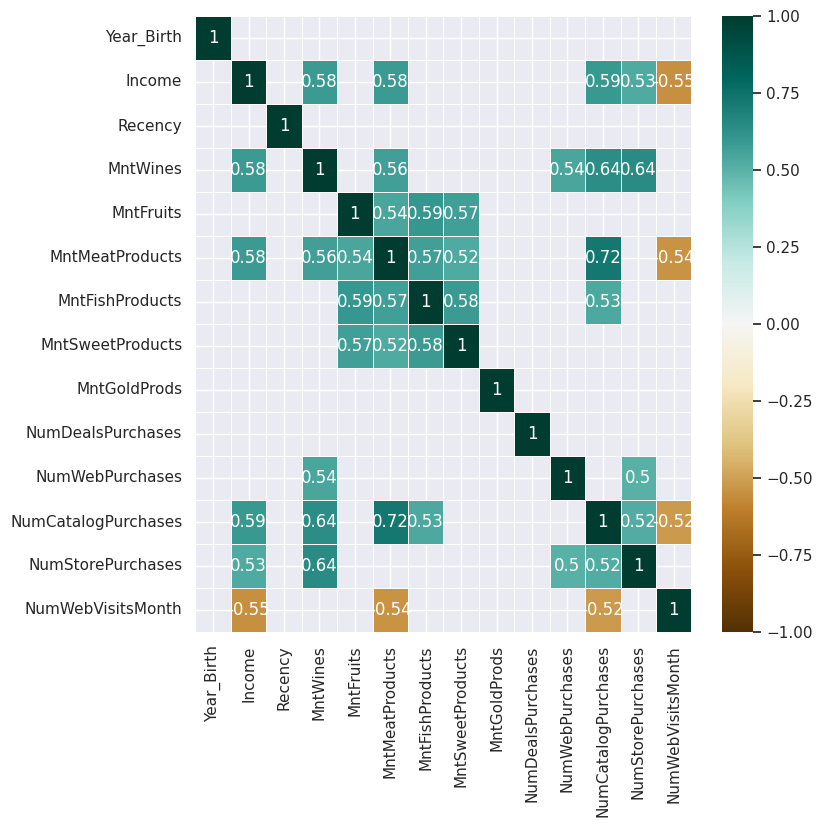 Year_Birth 1
Income 1 0.58 0.58 0.59 0.53 -0.55
Recency 1
MntWines 0.58 1 0.56 0.54 0.64 0.64
MntFruits 1 0.54 0.59 0.57
MntMeatProducts 0.58 0.56 0.54 1 0.57 0.52 0.72 -0.54
MntFishProducts 0.59 0.57 1 0.58 0.53
MntSweetProducts 0.57 0.52 0.58 1
MntGoldProds 1
NumDealsPurchases 1
NumWebPurchases 0.54 1 0.5
NumCatalogPurchases 0.59 0.64 0.72 0.53 1 0.52 -0.52
NumStorePurchases 0.53 0.64 0.5 0.52 1
NumWebVisitsMonth -0.55 -0.54 -0.52 1
Year_Birth
Income
Recency
MntWines
MntFruits
MntMeatProducts
MntFishProducts
MntSweetProducts
MntGoldProds
NumDealsPurchases
NumWebPurchases
NumCatalogPurchases
NumStorePurchases
NumWebVisitsMonth
1.00
0.75
0.50
0.25
0.00
−0.25
−0.50
−0.75
−1.00